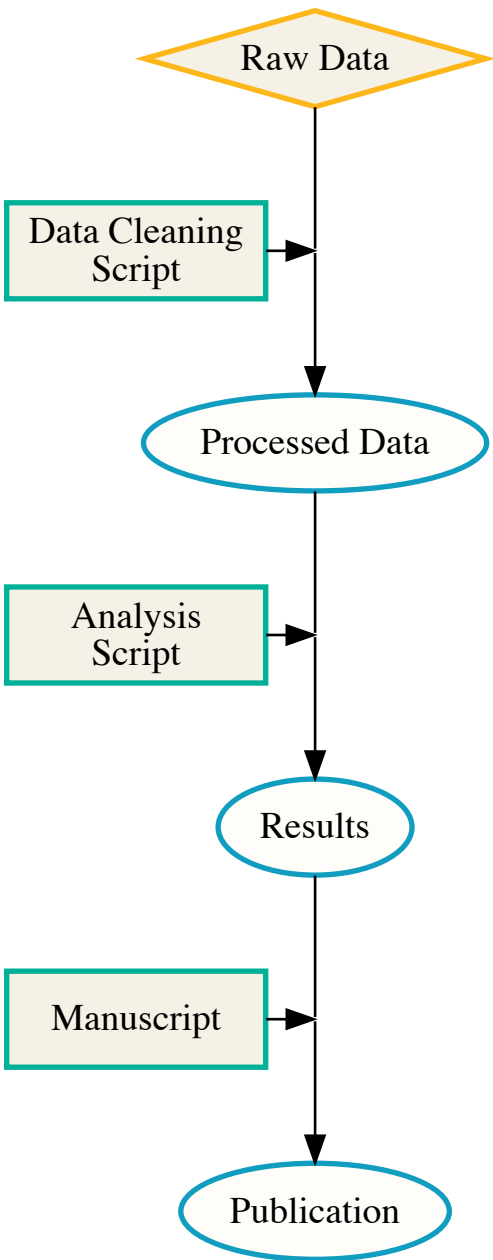 Raw Data
Data Cleaning
Script
Processed Data
Analysis
Script
Results
Manuscript
Publication